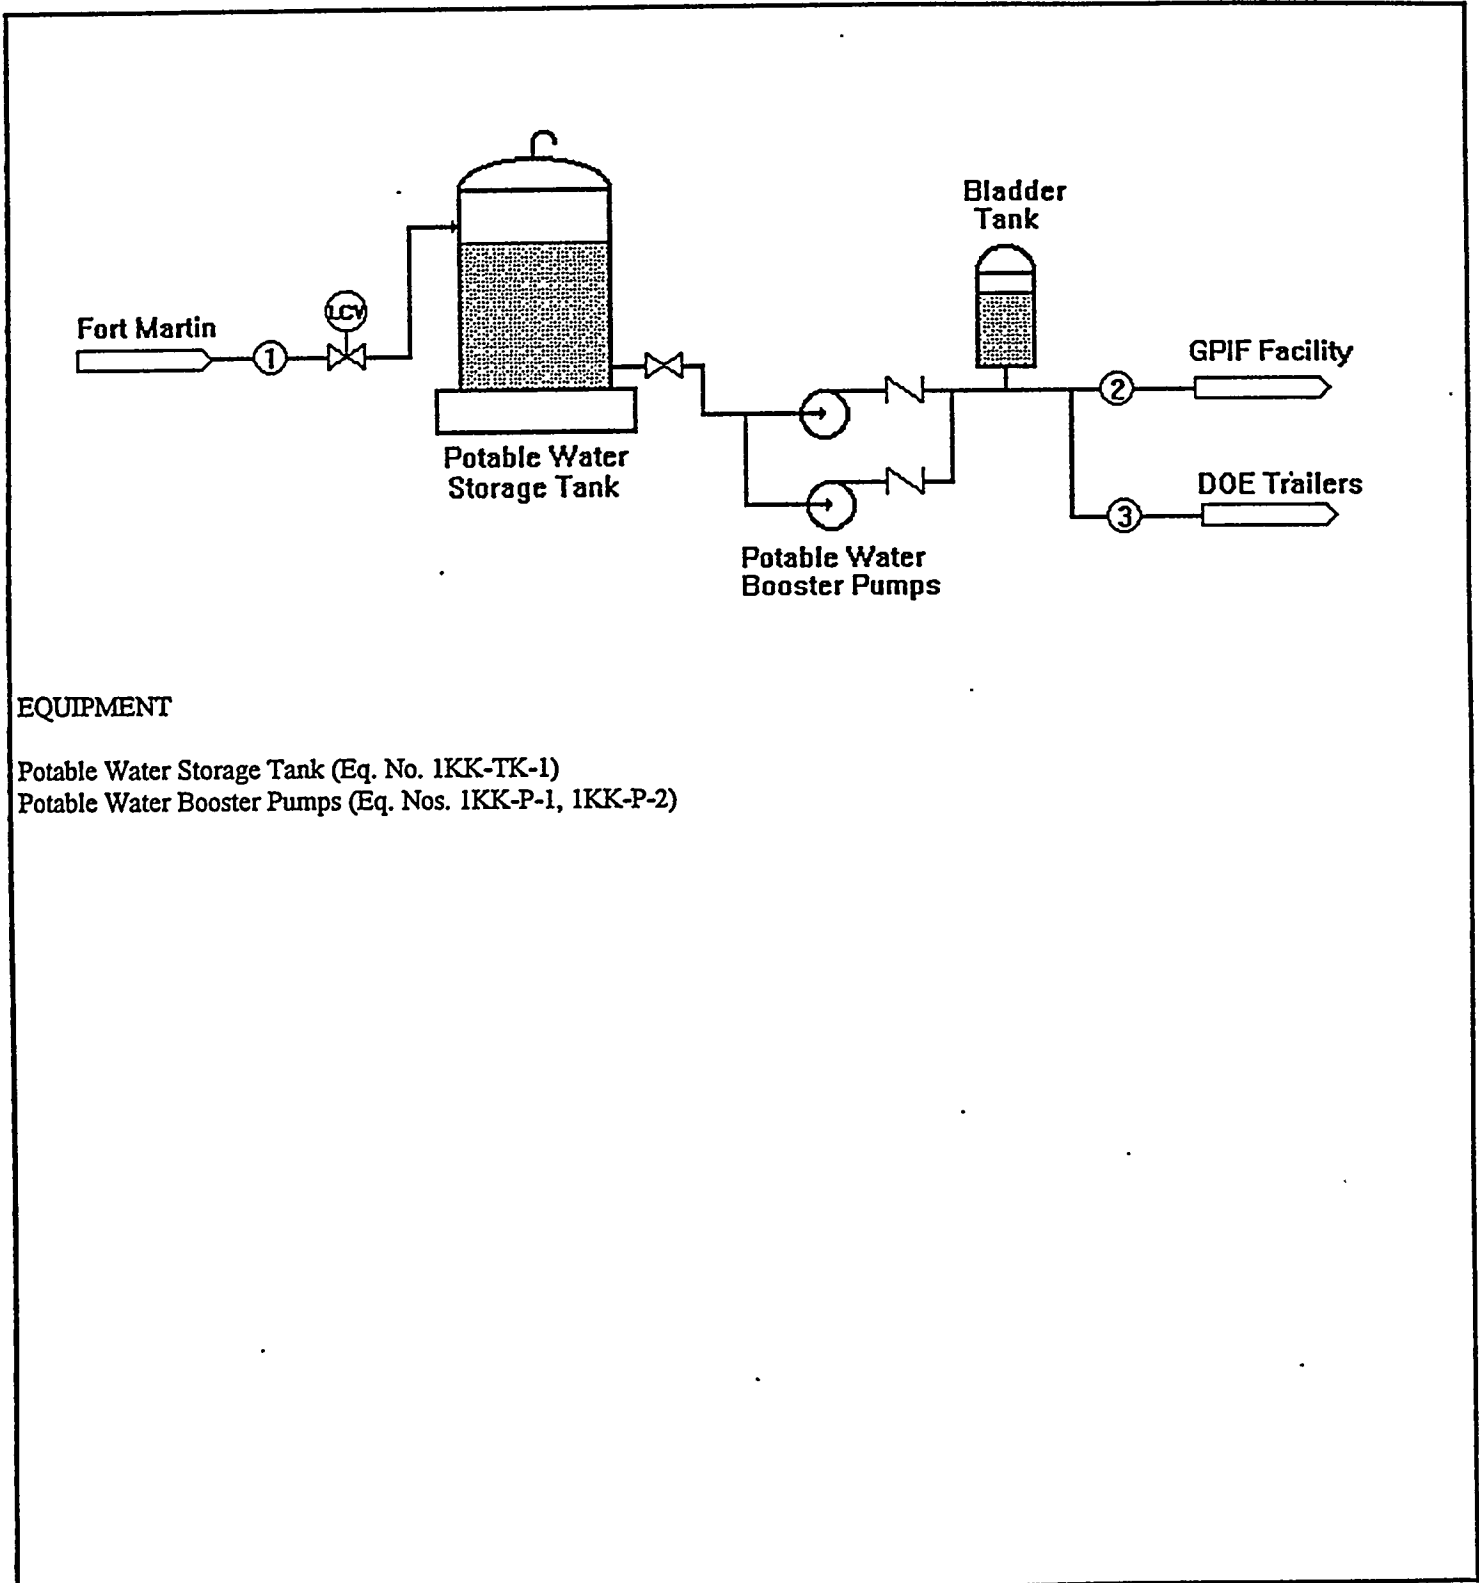 Fort Martin
1
LCV
Potable Water
Storage Tank
Bladder
Tank
Potable Water
Booster Pumps
2
GPIF Facility
3
DOE Trailers
EQUIPMENT
Potable Water Storage Tank (Eq. No. 1KK-TK-1)
Potable Water Booster Pumps (Eq. Nos. 1KK-P-1, 1KK-P-2)